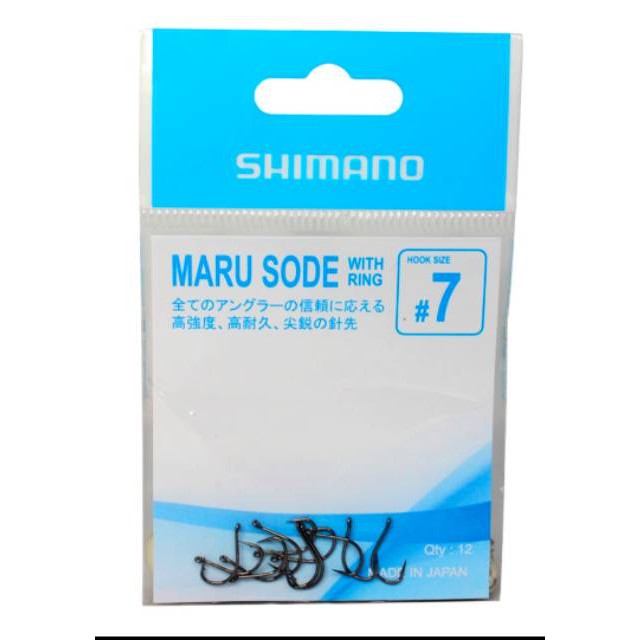 SHIMANO
MARU SODE WITH RING
HOOK SIZE
#7
全てのアングラーの信頼に応える
高強度、高耐久、尖鋭の針先
Qty : 12
MADE IN JAPAN